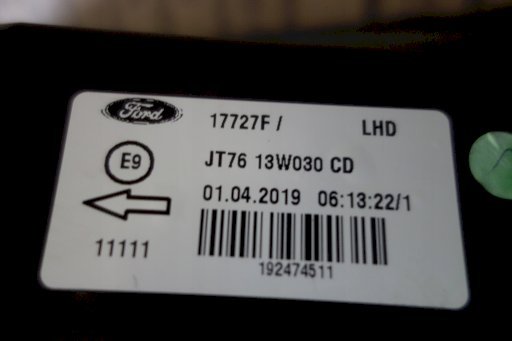 Ford 17727F / LHD
E9 JT76 13W030 CD
01.04.2019 06:13:22/1
11111
192474511